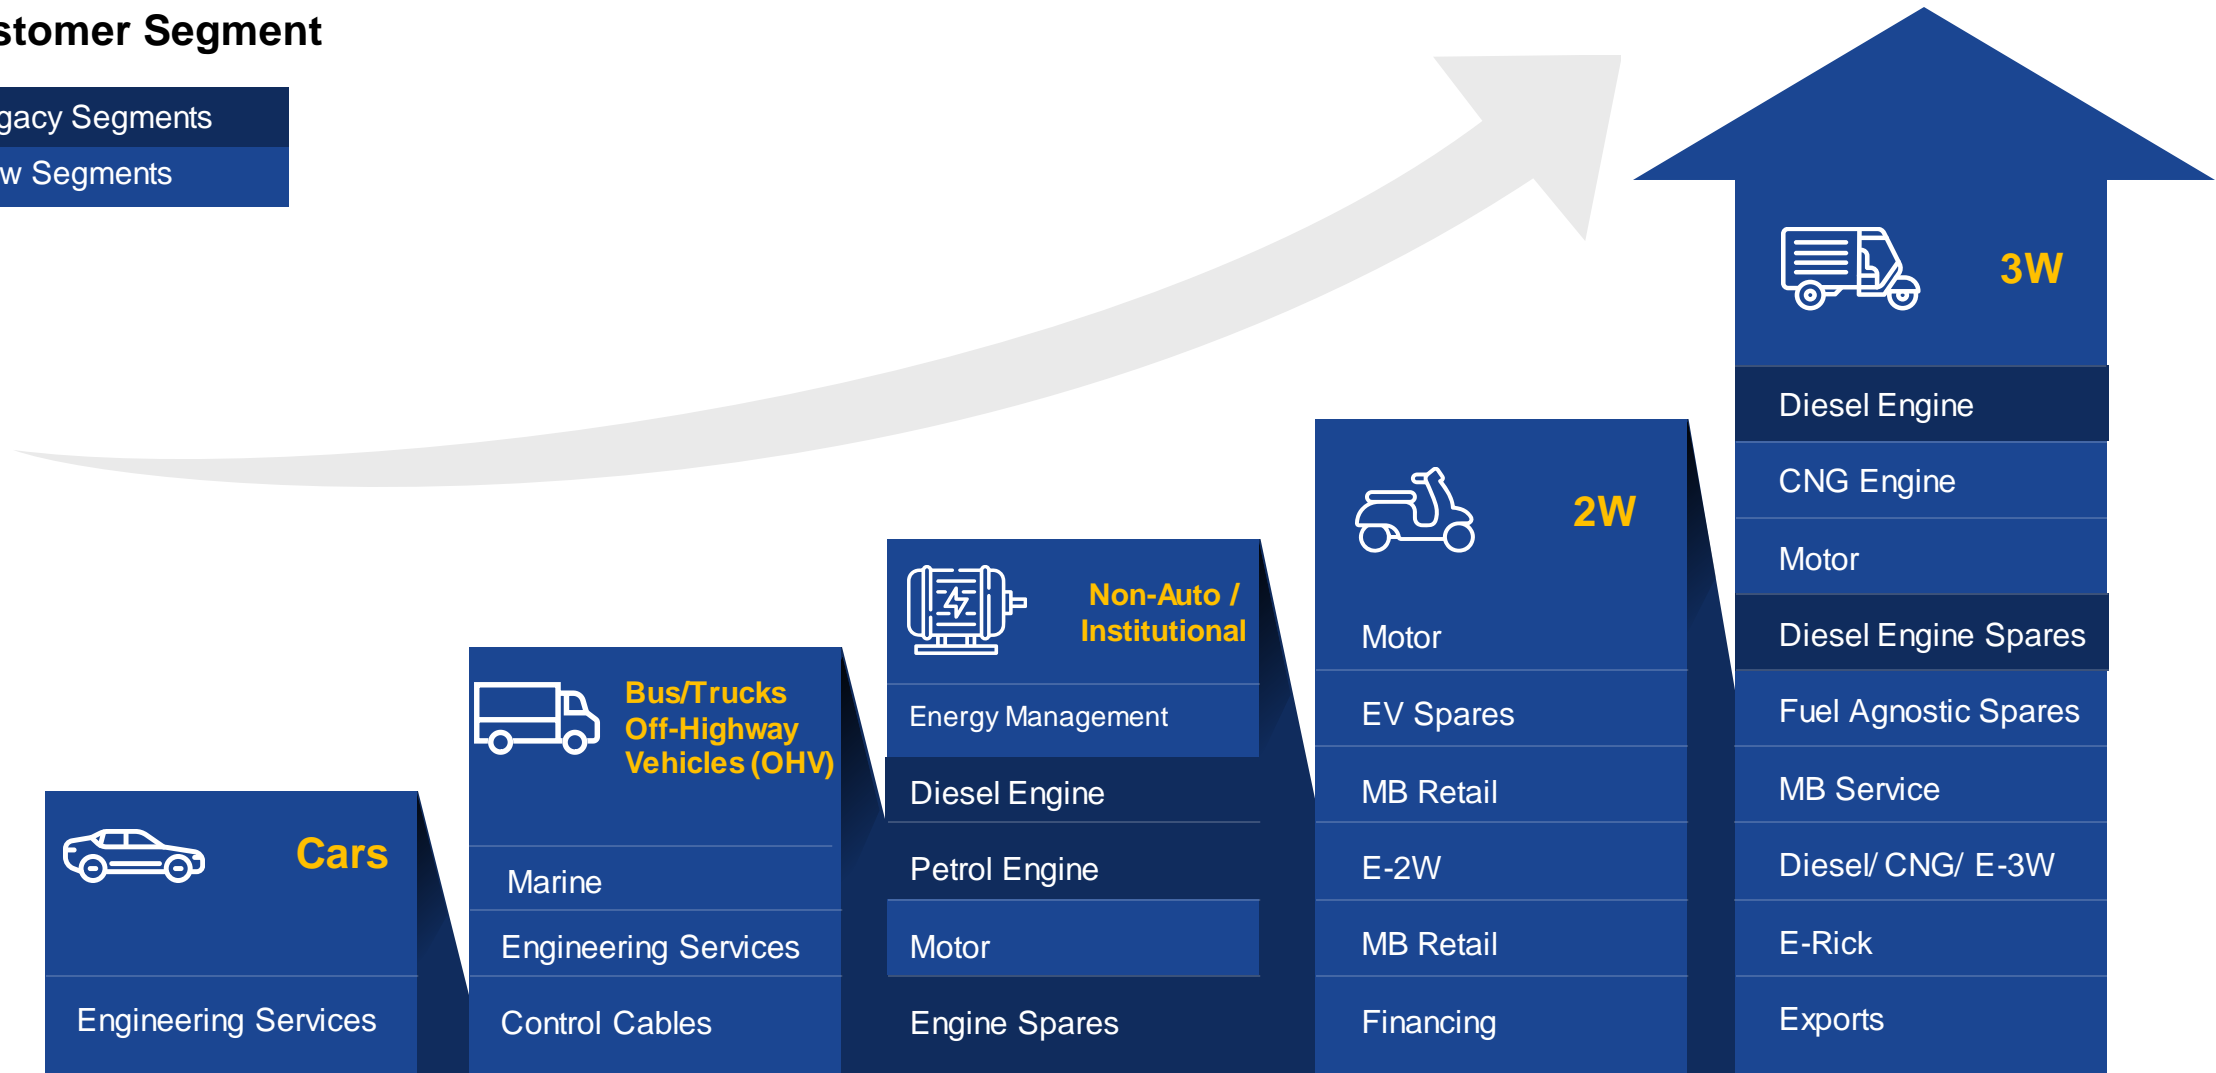 stomer Segment
gacy Segments
w Segments
3W
Diesel Engine
CNG Engine
Motor
Diesel Engine Spares
Fuel Agnostic Spares
MB Service
Diesel/ CNG/ E-3W
E-Rick
Exports
2W
Motor
EV Spares
MB Retail
E-2W
MB Retail
Financing
Non-Auto /
Institutional
Energy Management
Diesel Engine
Petrol Engine
Motor
Engine Spares
Bus/Trucks
Off-Highway
Vehicles (OHV)
Marine
Engineering Services
Control Cables
Cars
Engineering Services